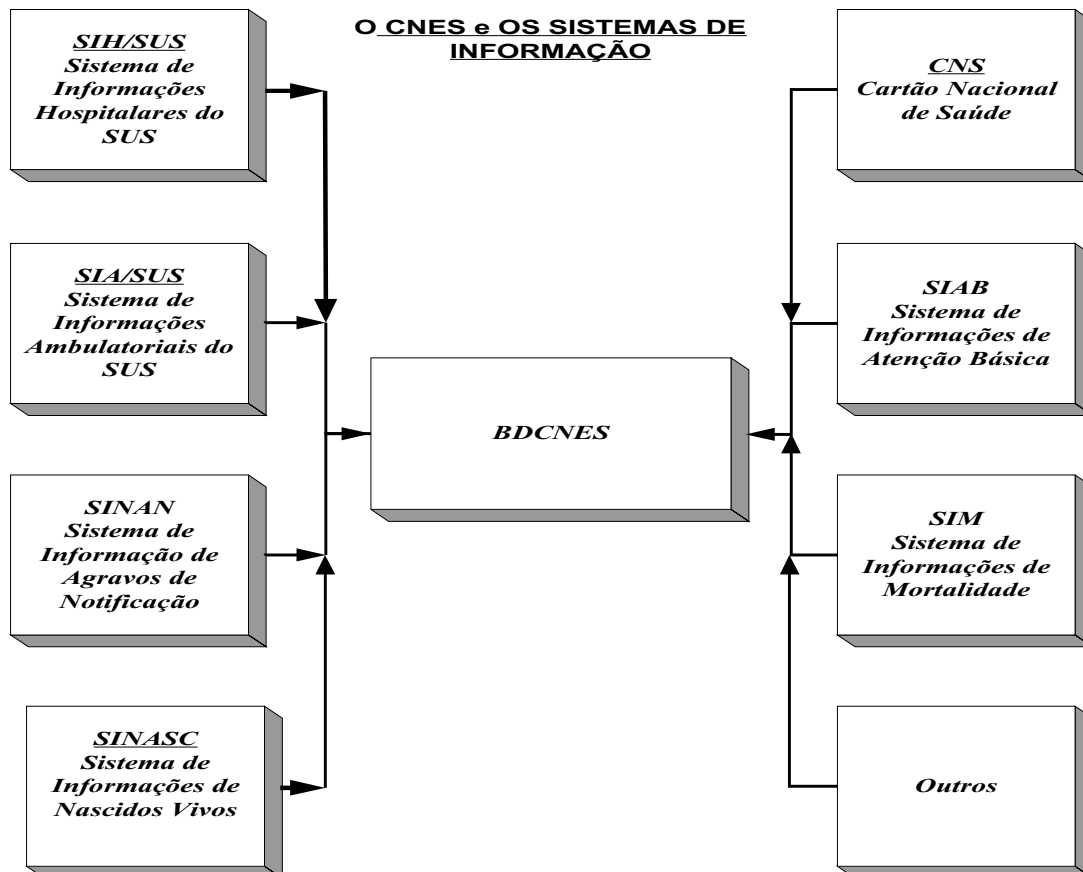 O CNES e OS SISTEMAS DE
INFORMAÇÃO
SIH/SUS
Sistema de
Informações
Hospitalares do
SUS
SIA/SUS
Sistema de
Informações
Ambulatoriais do
SUS
SINAN
Sistema de
Informação de
Agravos de
Notificação
SINASC
Sistema de
Informações de
Nascidos Vivos
BDCNES
CNS
Cartão Nacional
de Saúde
SIAB
Sistema de
Informações de
Atenção Básica
SIM
Sistema de
Informações de
Mortalidade
Outros